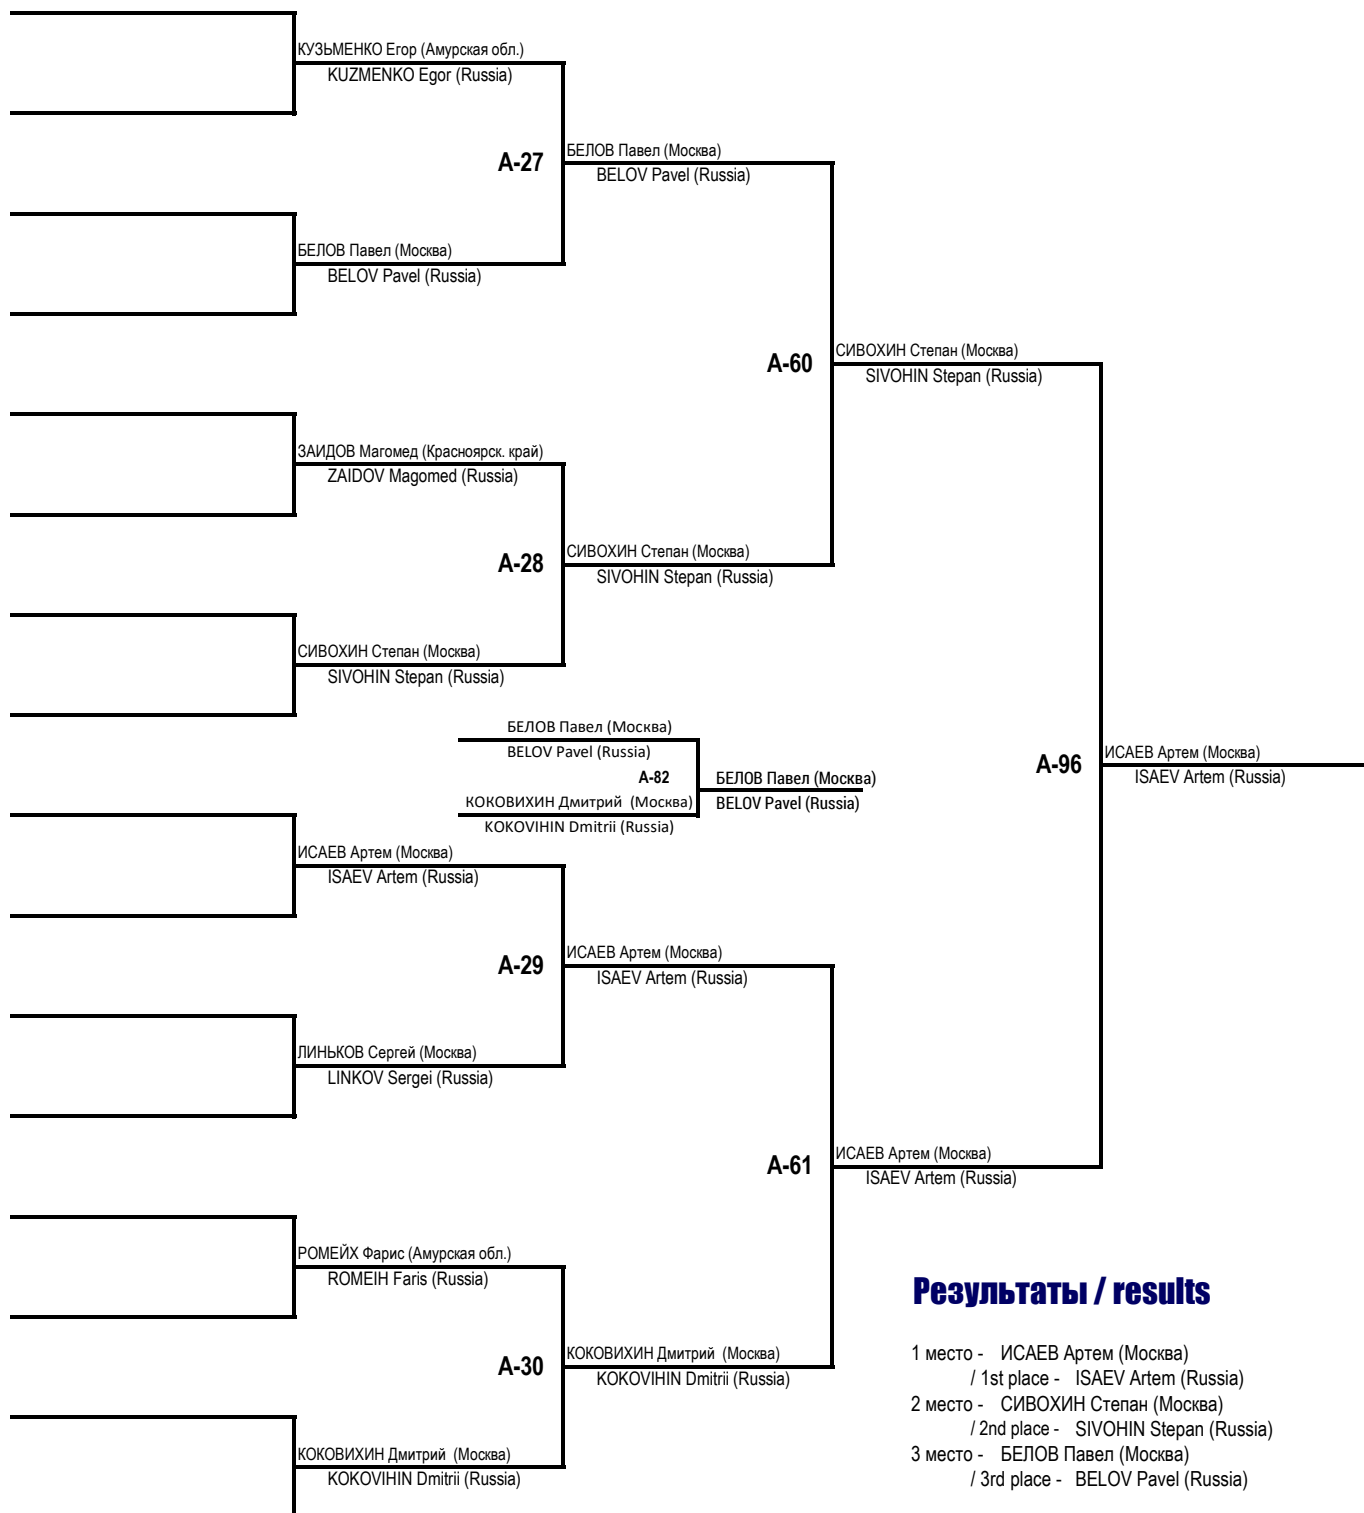 КУЗЬМЕНКО Егор (Амурская обл.)
KUZMENKO Egor (Russia)
A-27
БЕЛОВ Павел (Москва)
BELOV Pavel (Russia)
БЕЛОВ Павел (Москва)
BELOV Pavel (Russia)
A-60
СИВОХИН Степан (Москва)
SIVOHIN Stepan (Russia)
ЗАИДОВ Магомед (Красноярск. край)
ZAIDOV Magomed (Russia)
A-28
СИВОХИН Степан (Москва)
SIVOHIN Stepan (Russia)
СИВОХИН Степан (Москва)
SIVOHIN Stepan (Russia)
БЕЛОВ Павел (Москва)
BELOV Pavel (Russia)
A-82
БЕЛОВ Павел (Москва)
BELOV Pavel (Russia)
КОКОВИХИН Дмитрий (Москва)
KOKOVIHIN Dmitrii (Russia)
A-96
ИСАЕВ Артем (Москва)
ISAEV Artem (Russia)
ИСАЕВ Артем (Москва)
ISAEV Artem (Russia)
A-29
ИСАЕВ Артем (Москва)
ISAEV Artem (Russia)
ЛИНЬКОВ Сергей (Москва)
LINKOV Sergei (Russia)
A-61
ИСАЕВ Артем (Москва)
ISAEV Artem (Russia)
РОМЕЙХ Фарис (Амурская обл.)
ROMEIH Faris (Russia)
A-30
КОКОВИХИН Дмитрий (Москва)
KOKOVIHIN Dmitrii (Russia)
КОКОВИХИН Дмитрий (Москва)
KOKOVIHIN Dmitrii (Russia)
Результаты / results
1 место - ИСАЕВ Артем (Москва)
/ 1st place - ISAEV Artem (Russia)
2 место - СИВОХИН Степан (Москва)
/ 2nd place - SIVOHIN Stepan (Russia)
3 место - БЕЛОВ Павел (Москва)
/ 3rd place - BELOV Pavel (Russia)